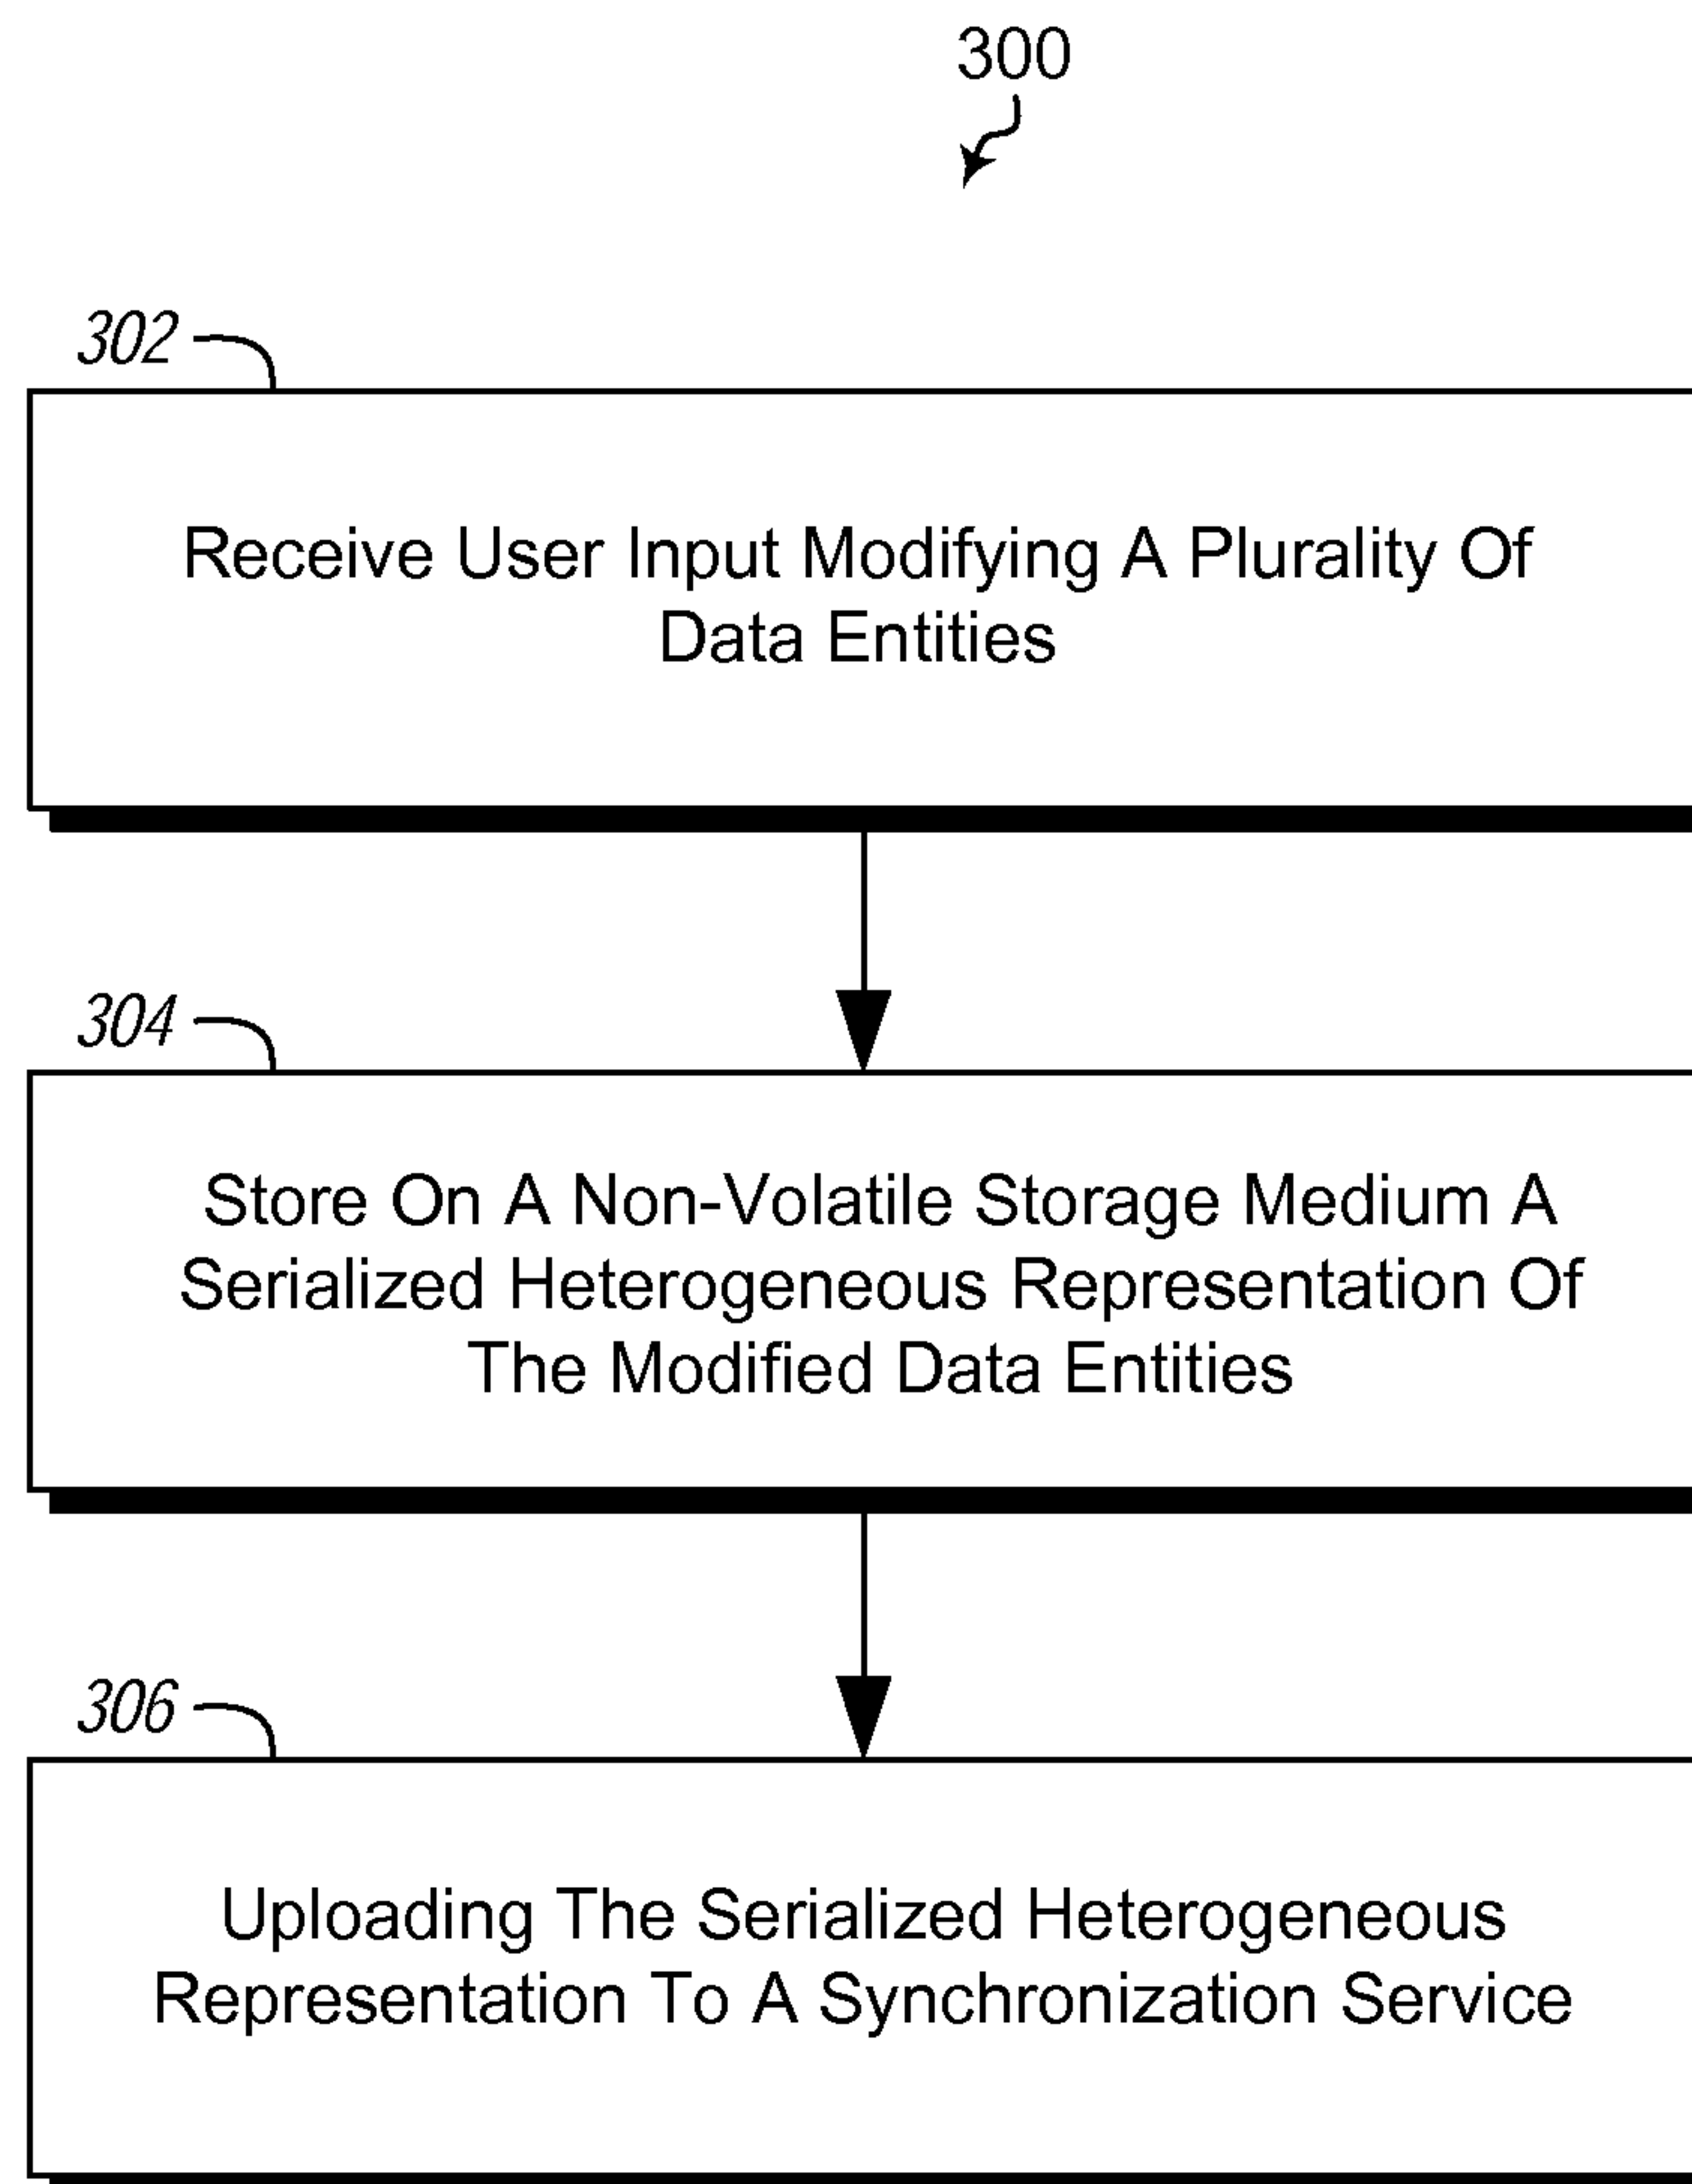 300
302
Receive User Input Modifying A Plurality Of
Data Entities
304
Store On A Non-Volatile Storage Medium A
Serialized Heterogeneous Representation Of
The Modified Data Entities
306
Uploading The Serialized Heterogeneous
Representation To A Synchronization Service